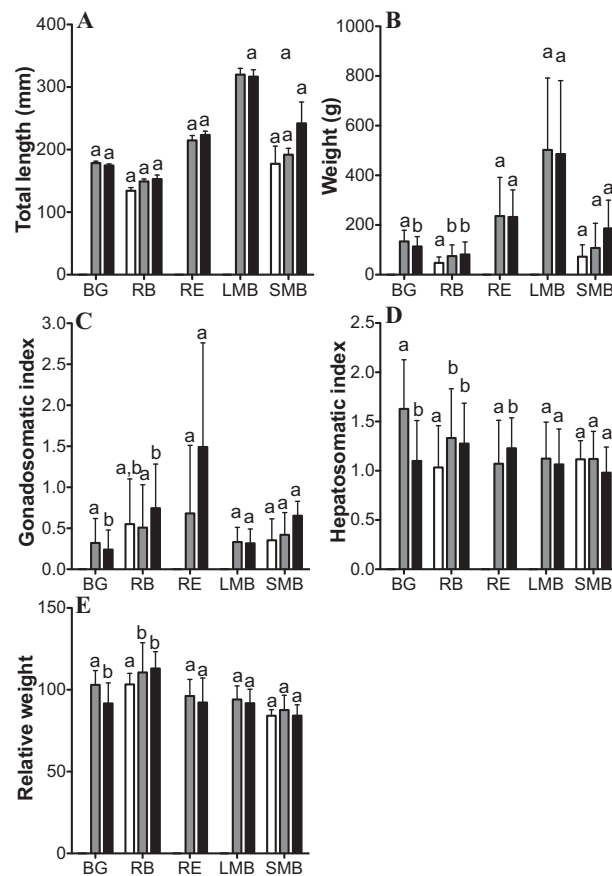 A
Total length (mm)
400
300
200
100
0
a a
a a a
a a
a
a
a a a
BG RB RE LMB SMB
B
Weight (g)
1000
800
600
400
200
0
a b
a b b
a a
a a
a a a
BG RB RE LMB SMB
C
Gonadosomatic index
3.0
2.5
2.0
1.5
1.0
0.5
0.0
a b
a,b a b
a a
a a
a a a
BG RB RE LMB SMB
D
Hepatosomatic index
2.5
2.0
1.5
1.0
0.5
0.0
a b
a b b
a b
a a
a a a
BG RB RE LMB SMB
E
Relative weight
150
100
50
0
a b
a b b
a a
a a
a a a
BG RB RE LMB SMB